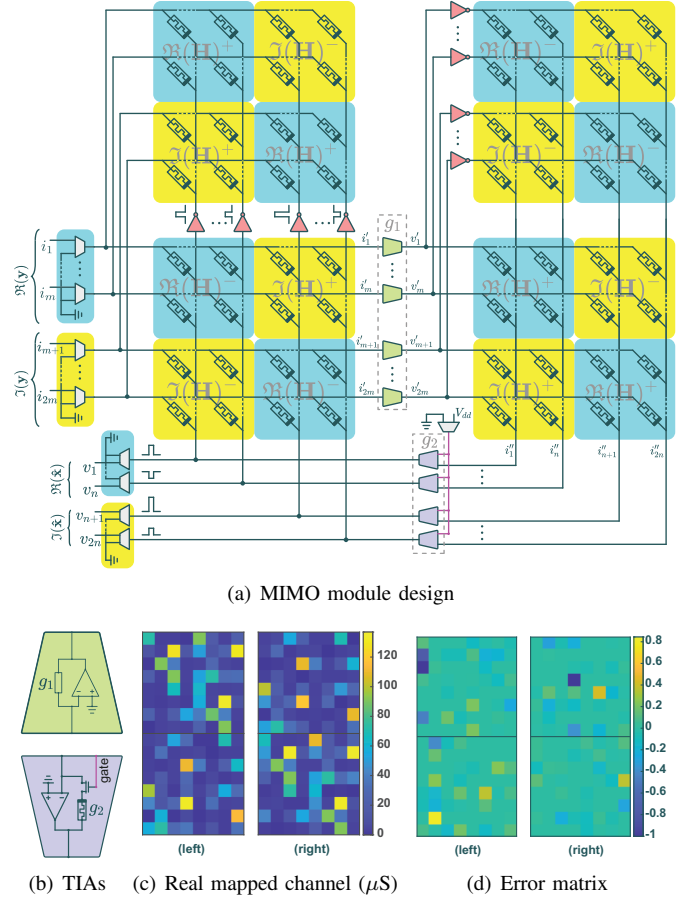 ℜ(H)⁺ ℑ(H)⁻ ℜ(H)⁻ ℑ(H)⁺
ℑ(H)⁺ ℜ(H)⁺ ℑ(H)⁻ ℜ(H)⁻
g₁
ℜ(y) i₁ ℜ(H)⁻ ℑ(H)⁺ i′₁ v′₁ ℜ(H)⁺ ℑ(H)⁻
iₘ i′ₘ v′ₘ
ℑ(y) iₘ₊₁ ℑ(H)⁻ ℜ(H)⁻ i′ₘ₊₁ v′ₘ₊₁ ℑ(H)⁺ ℜ(H)⁺
i₂ₘ i′₂ₘ v′₂ₘ
V_dd
g₂ i″₁ i″ₙ i″ₙ₊₁ i″₂ₙ
ℜ(x̂) v₁
vₙ
ℑ(x̂) vₙ₊₁
v₂ₙ
(a) MIMO module design
g₁
gate
g₂
120
100
80
60
40
20
0
(left) (right)
0.8
0.6
0.4
0.2
0
-0.2
-0.4
-0.6
-0.8
-1
(left) (right)
(b) TIAs (c) Real mapped channel (μS) (d) Error matrix